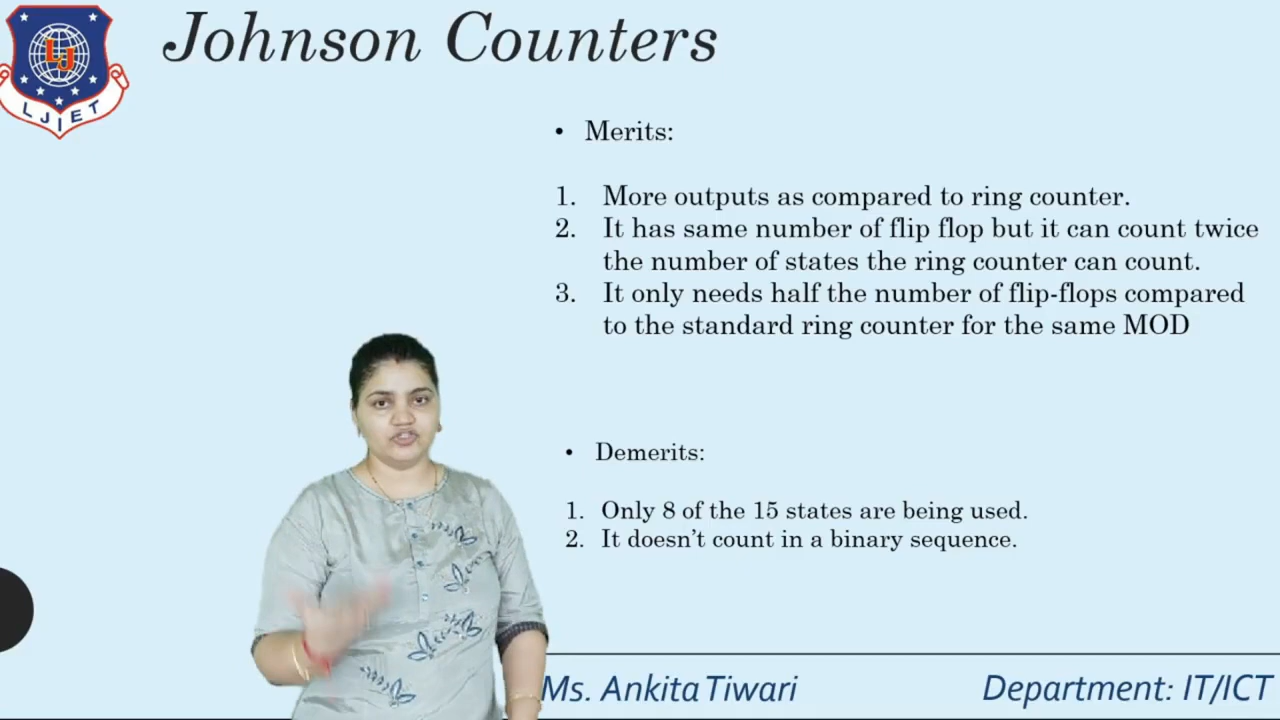 Johnson Counters
LJ
LJIET
• Merits:
1. More outputs as compared to ring counter.
2. It has same number of flip flop but it can count twice
the number of states the ring counter can count.
3. It only needs half the number of flip-flops compared
to the standard ring counter for the same MOD
• Demerits:
1. Only 8 of the 15 states are being used.
2. It doesn't count in a binary sequence.
Ms. Ankita Tiwari
Department: IT/ICT